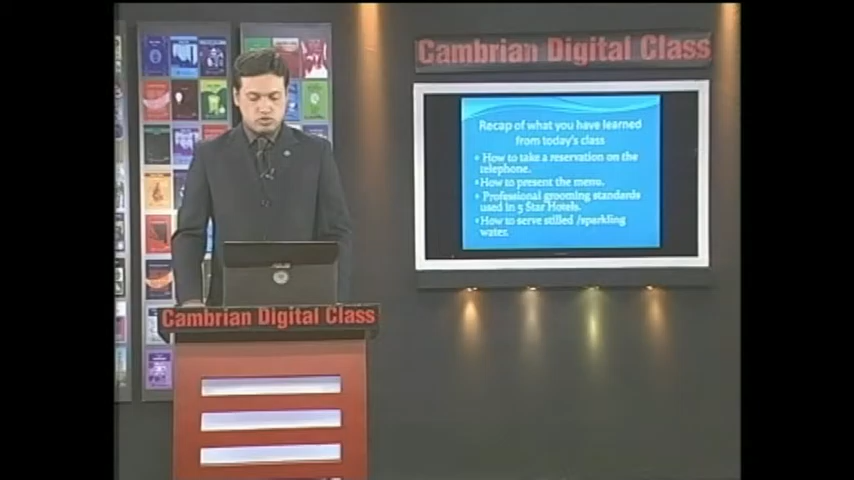 Cambrian Digital Class
Recap of what you have learned
from today's class
• How to take a reservation on the
telephone.
• How to present the menu.
• Professional grooming standards
used in 5 Star Hotels.
• How to serve stilled /sparkling
water.
Cambrian Digital Class